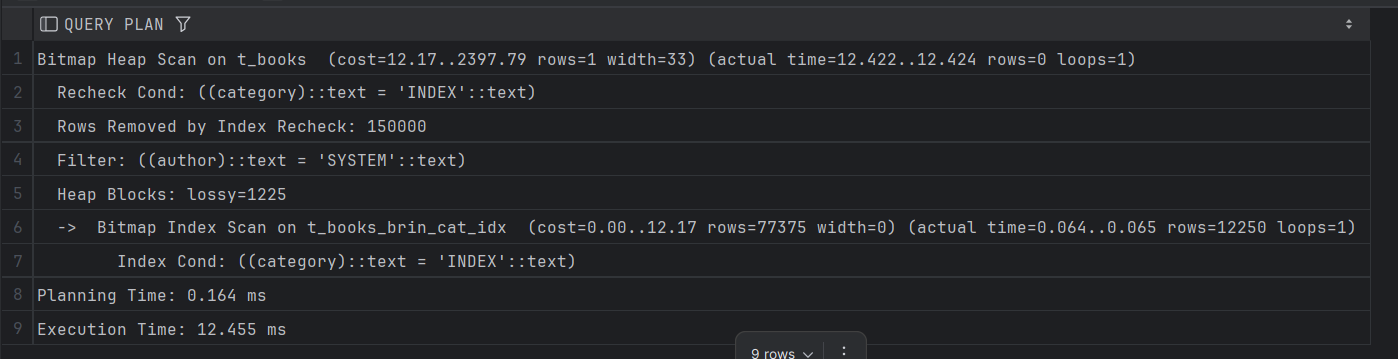 QUERY PLAN
1 Bitmap Heap Scan on t_books (cost=12.17..2397.79 rows=1 width=33) (actual time=12.422..12.424 rows=0 loops=1)
2 Recheck Cond: ((category)::text = 'INDEX'::text)
3 Rows Removed by Index Recheck: 150000
4 Filter: ((author)::text = 'SYSTEM'::text)
5 Heap Blocks: lossy=1225
6 -> Bitmap Index Scan on t_books_brin_cat_idx (cost=0.00..12.17 rows=77375 width=0) (actual time=0.064..0.065 rows=12250 loops=1)
7 Index Cond: ((category)::text = 'INDEX'::text)
8 Planning Time: 0.164 ms
9 Execution Time: 12.455 ms
9 rows